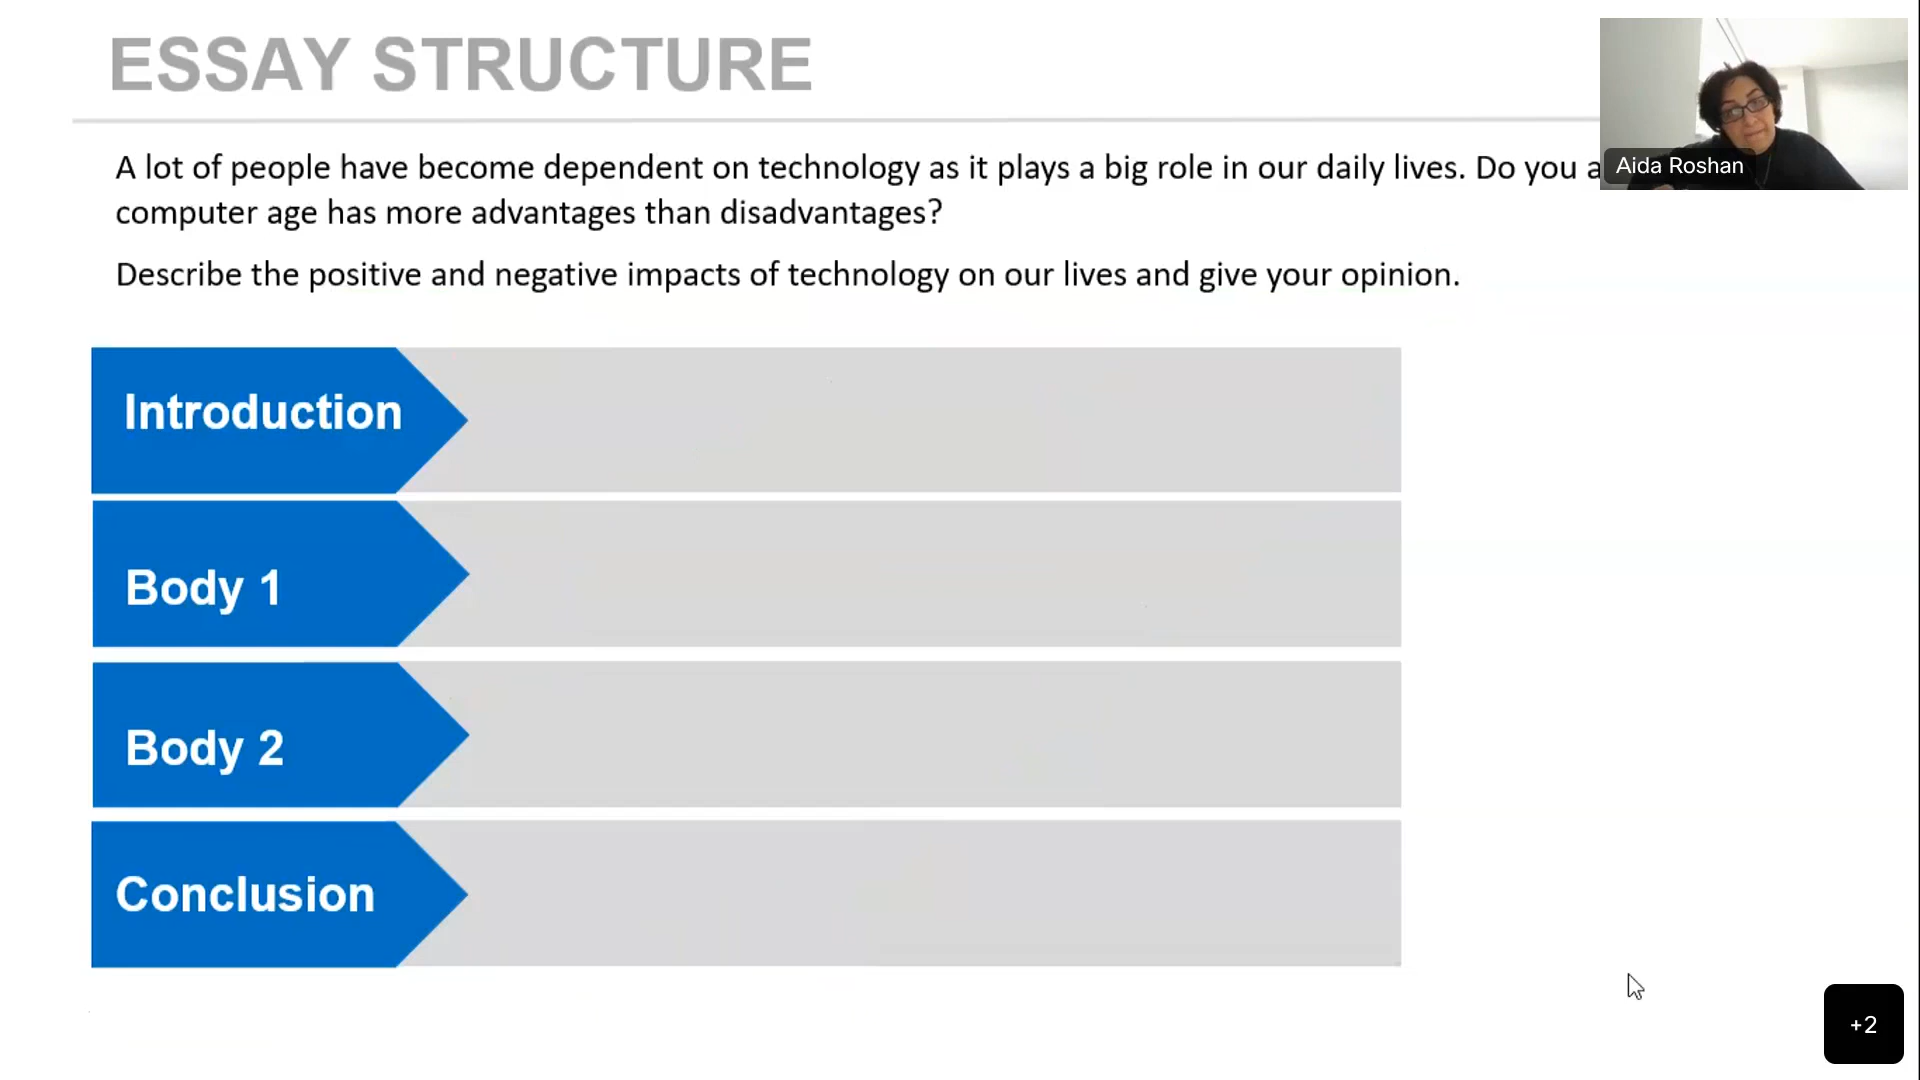 ESSAY STRUCTURE
A lot of people have become dependent on technology as it plays a big role in our daily lives. Do you
computer age has more advantages than disadvantages?
Describe the positive and negative impacts of technology on our lives and give your opinion.
Aida Roshan
Introduction
Body 1
Body 2
Conclusion
+2